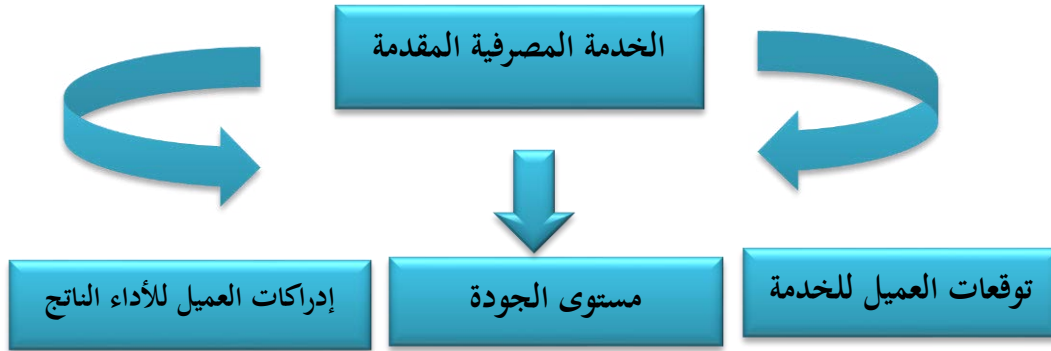 الخدمة المصرفية المقدمة
توقعات العميل للخدمة
مستوى الجودة
إدراكات العميل للأداء الناتج